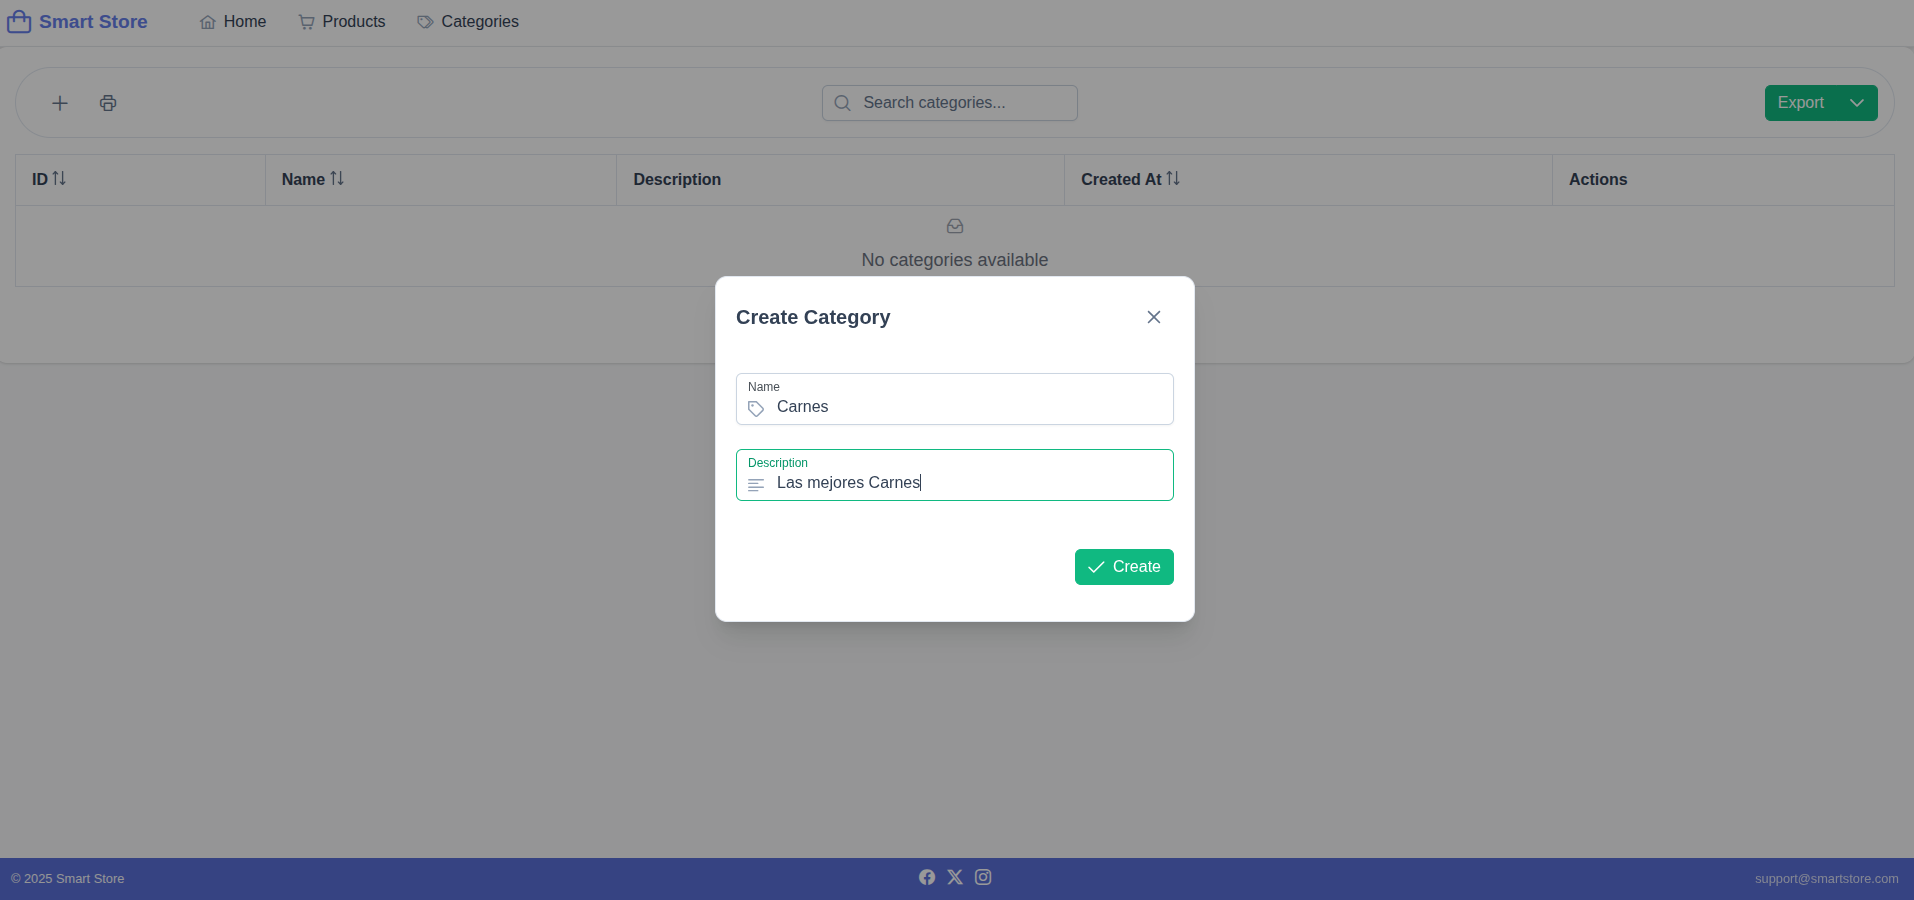 Smart Store
Home
Products
Categories
Search categories...
Export
ID
Name
Description
Created At
Actions
No categories available
Create Category
Name
Carnes
Description
Las mejores Carnes
Create
© 2025 Smart Store
support@smartstore.com